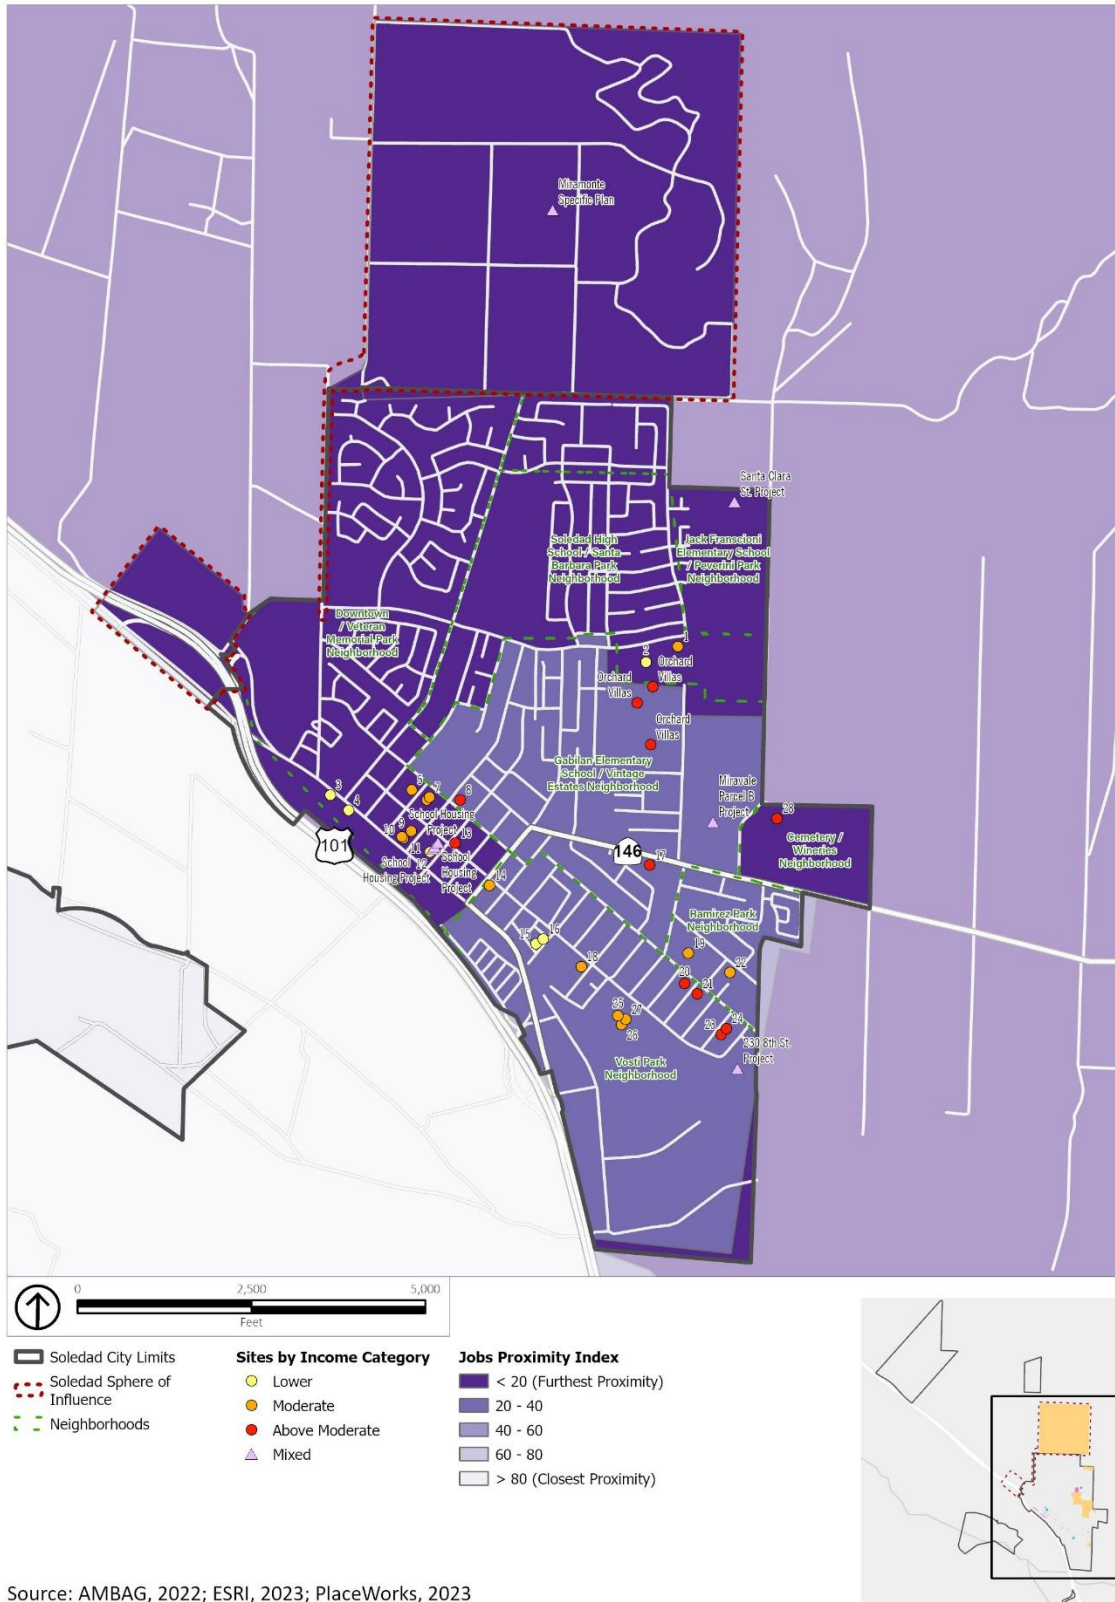 Miramonte
Specific Plan
Santa Clara
St. Project
Soledad High
School / Santa
Barbara Park
Neighborhood
Jack Franscioni
Elementary School
/ Peverini Park
Neighborhood
Downtown
/ Veteran
Memorial Park
Neighborhood
1
2
Orchard
Villas
Orchard
Villas
Orchard
Villas
Gabilan Elementary
School / Vintage
Estates Neighborhood
Miravale
Parcel B
Project
28
Cemetery /
Wineries
Neighborhood
3
4
5
7
8
School Housing
Project
9
10
11
12
13
School
Housing Project
School
Housing
Project
101
146
17
14
Ramirez Park
Neighborhood
15
16
18
19
20
21
22
23
24
25
27
26
230 8th St.
Project
Vosti Park
Neighborhood
0 2,500 5,000
Feet
Soledad City Limits
Soledad Sphere of
Influence
Neighborhoods
Sites by Income Category
Lower
Moderate
Above Moderate
Mixed
Jobs Proximity Index
< 20 (Furthest Proximity)
20 - 40
40 - 60
60 - 80
> 80 (Closest Proximity)
Source: AMBAG, 2022; ESRI, 2023; PlaceWorks, 2023